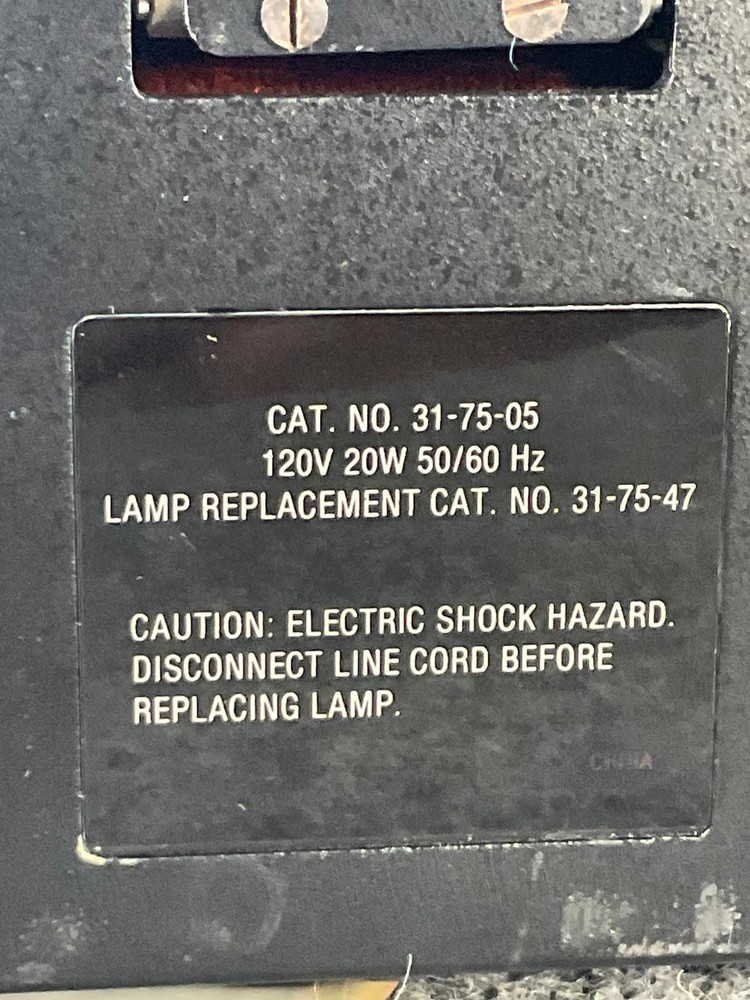 CAT. NO. 31-75-05
120V 20W 50/60 Hz
LAMP REPLACEMENT CAT. NO. 31-75-47
CAUTION: ELECTRIC SHOCK HAZARD.
DISCONNECT LINE CORD BEFORE
REPLACING LAMP.
CHINA